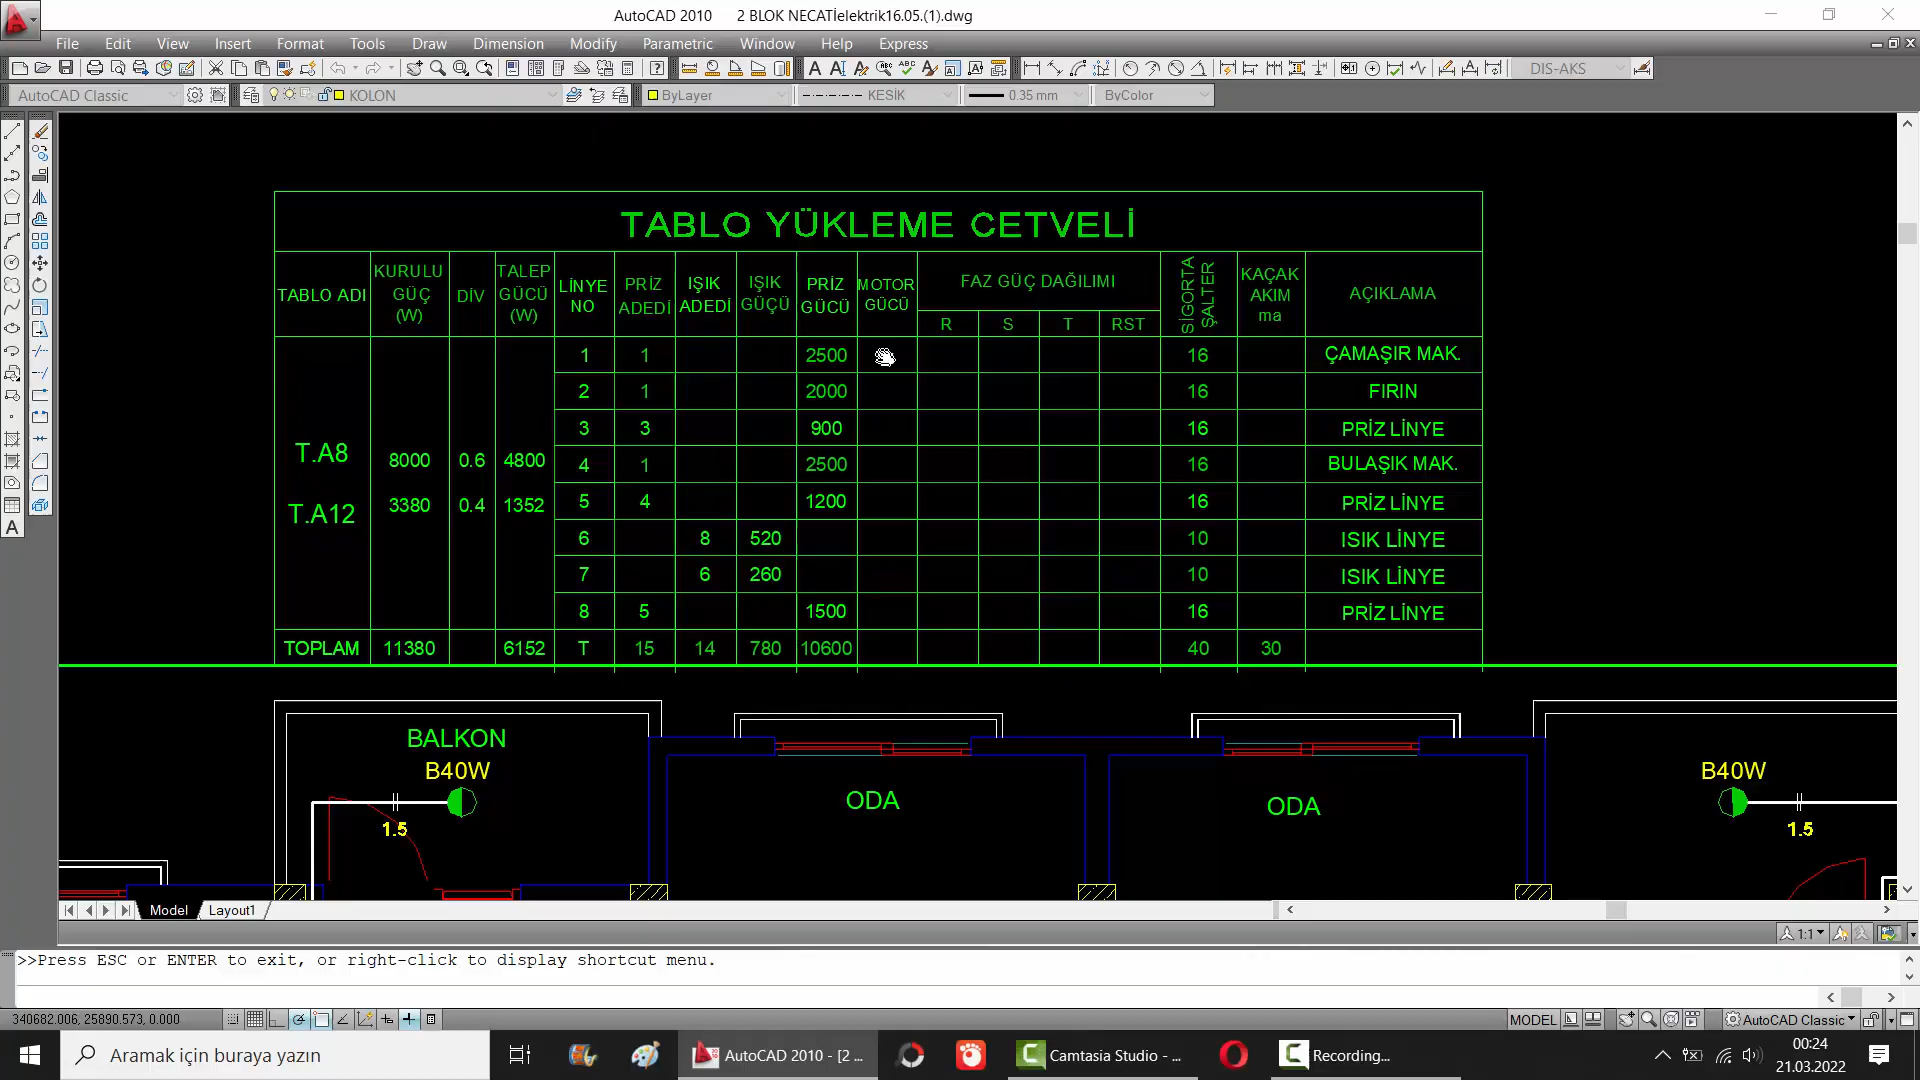 AutoCAD 2010 2 BLOK NECATİelektrik16.05.(1).dwg
File Edit View Insert Format Tools Draw Dimension Modify Parametric Window Help Express
DIS-AKS
AutoCAD Classic KOLON ByLayer KESİK 0.35 mm ByColor
TABLO YÜKLEME CETVELİ
TABLO ADI KURULU GÜÇ (W) DİV TALEP GÜCÜ (W) LİNYE NO PRİZ ADEDİ IŞIK ADEDİ IŞIK GÜÇÜ PRİZ GÜCÜ MOTOR GÜCÜ FAZ GÜÇ DAĞILIMI SİGORTA ŞALTER KAÇAK AKIM ma AÇIKLAMA
R S T RST
1 1 2500 16 ÇAMAŞIR MAK.
2 1 2000 16 FIRIN
3 3 900 16 PRİZ LİNYE
T.A8 8000 0.6 4800 4 1 2500 16 BULAŞIK MAK.
T.A12 3380 0.4 1352 5 4 1200 16 PRİZ LİNYE
6 8 520 10 ISIK LİNYE
7 6 260 10 ISIK LİNYE
8 5 1500 16 PRİZ LİNYE
TOPLAM 11380 6152 T 15 14 780 10600 40 30
BALKON
B40W B40W
ODA ODA
1.5 1.5
Model Layout1
1:1
>>Press ESC or ENTER to exit, or right-click to display shortcut menu.
340682.006, 25890.573, 0.000 MODEL AutoCAD Classic
Aramak için buraya yazın AutoCAD 2010 - [2 ... Camtasia Studio - ... Recording... 00:24
21.03.2022